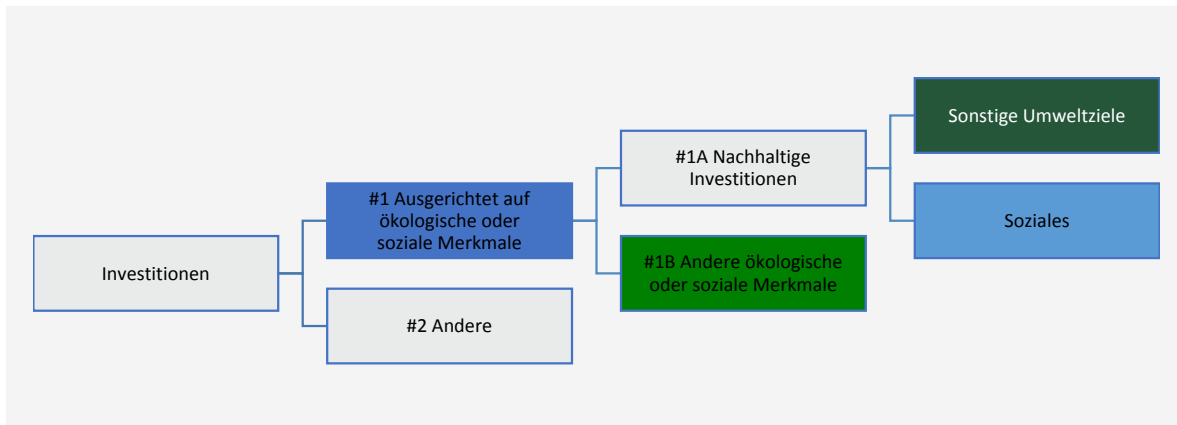 Investitionen
#1 Ausgerichtet auf
ökologische oder
soziale Merkmale
#2 Andere
#1A Nachhaltige
Investitionen
#1B Andere ökologische
oder soziale Merkmale
Sonstige Umweltziele
Soziales